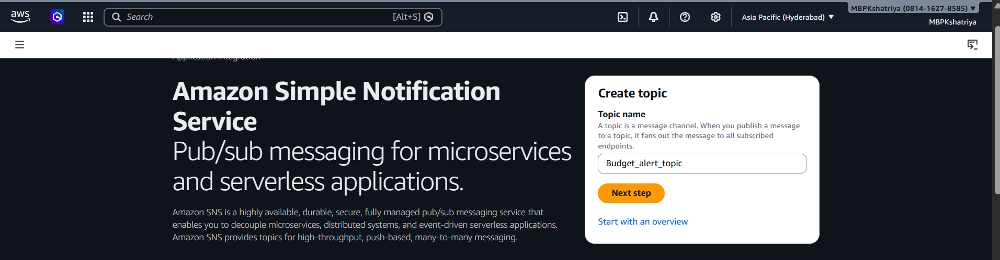 aws
Search
[Alt+S]
Asia Pacific (Hyderabad)
MBPKshatriya (0814-1627-8585)
MBPKshatriya
Application Integration
Amazon Simple Notification
Service
Pub/sub messaging for microservices
and serverless applications.
Amazon SNS is a highly available, durable, secure, fully managed pub/sub messaging service that
enables you to decouple microservices, distributed systems, and event-driven serverless applications.
Amazon SNS provides topics for high-throughput, push-based, many-to-many messaging.
Create topic
Topic name
A topic is a message channel. When you publish a message
to a topic, it fans out the message to all subscribed
endpoints.
Budget_alert_topic
Next step
Start with an overview